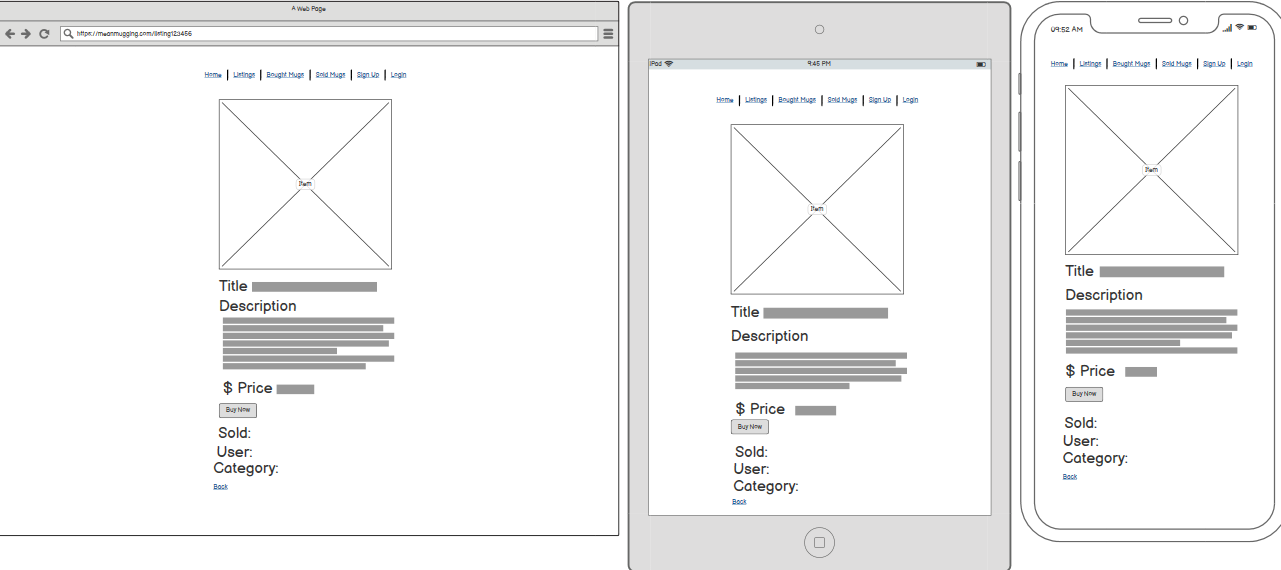 A Web Page
https://meanmugging.com/listing123456
Home Listings Bought Mugs Sold Mugs Sign Up Login
Item
Title
Description
$ Price
Buy Now
Sold:
User:
Category:
Back
iPad 9:45 PM
Home Listings Bought Mugs Sold Mugs Sign Up Login
Item
Title
Description
$ Price
Buy Now
Sold:
User:
Category:
Back
09:52 AM
Home Listings Bought Mugs Sold Mugs Sign Up Login
Item
Title
Description
$ Price
Buy Now
Sold:
User:
Category:
Back